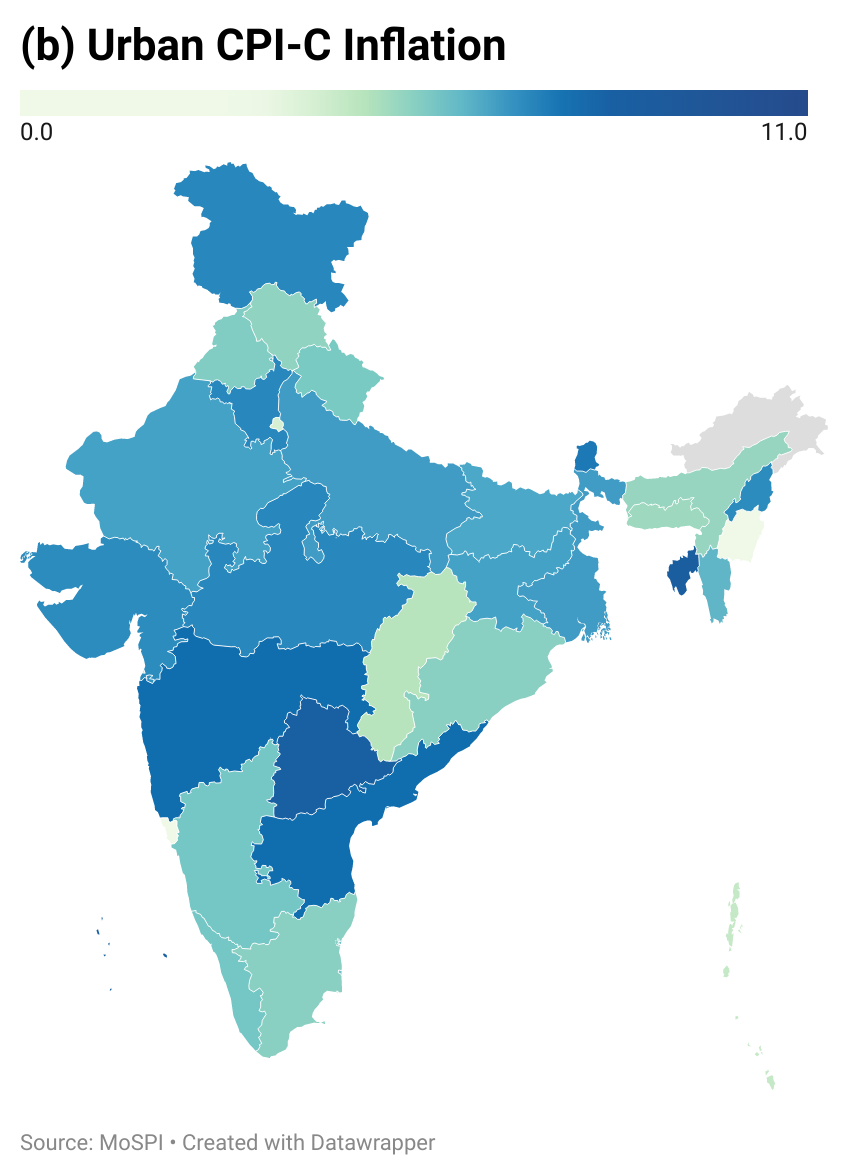 (b) Urban CPI-C Inflation
0.0 11.0
Source: MoSPI • Created with Datawrapper